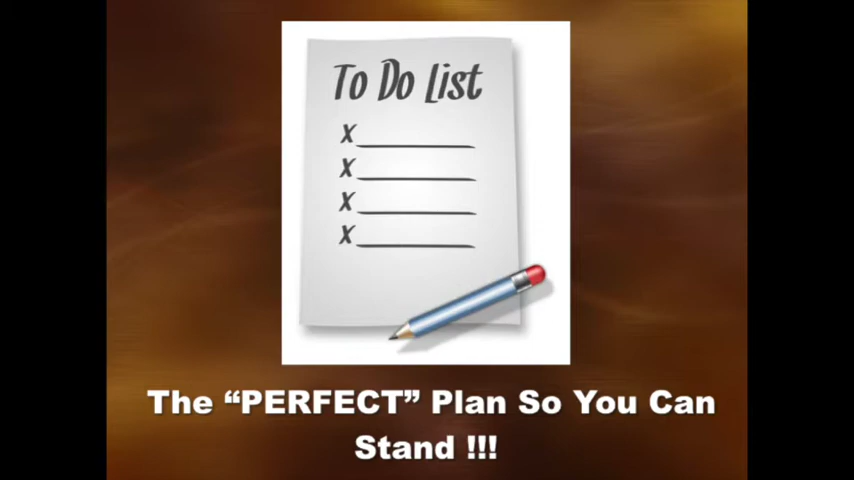 To Do List
X
X
X
X
The “PERFECT” Plan So You Can
Stand !!!